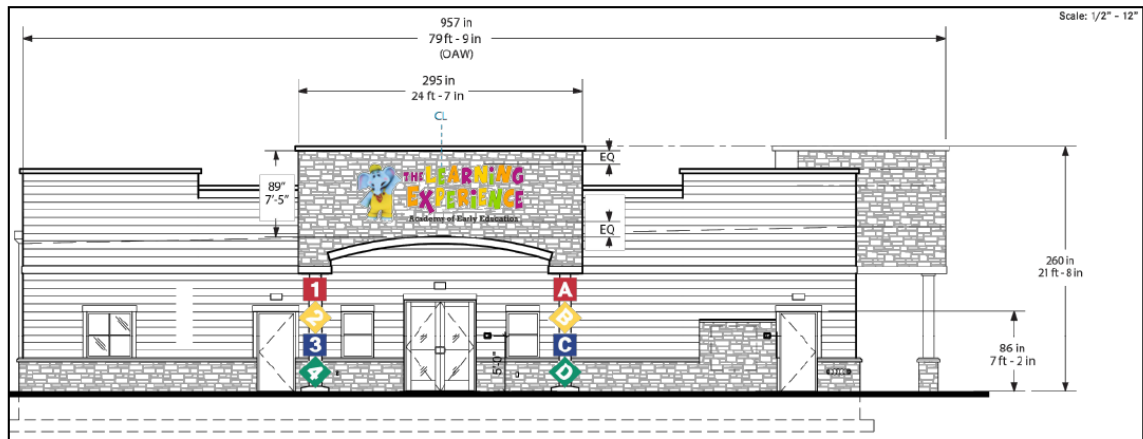 Scale: 1/2" - 12"
957 in
79 ft - 9 in
(OAW)
295 in
24 ft - 7 in
CL
EQ
89"
7'-5"
THE LEARNING
EXPERIENCE
Academy of Early Education
EQ
260 in
21 ft - 8 in
1
A
2
B
3
C
4
D
5'-0"
86 in
7 ft - 2 in